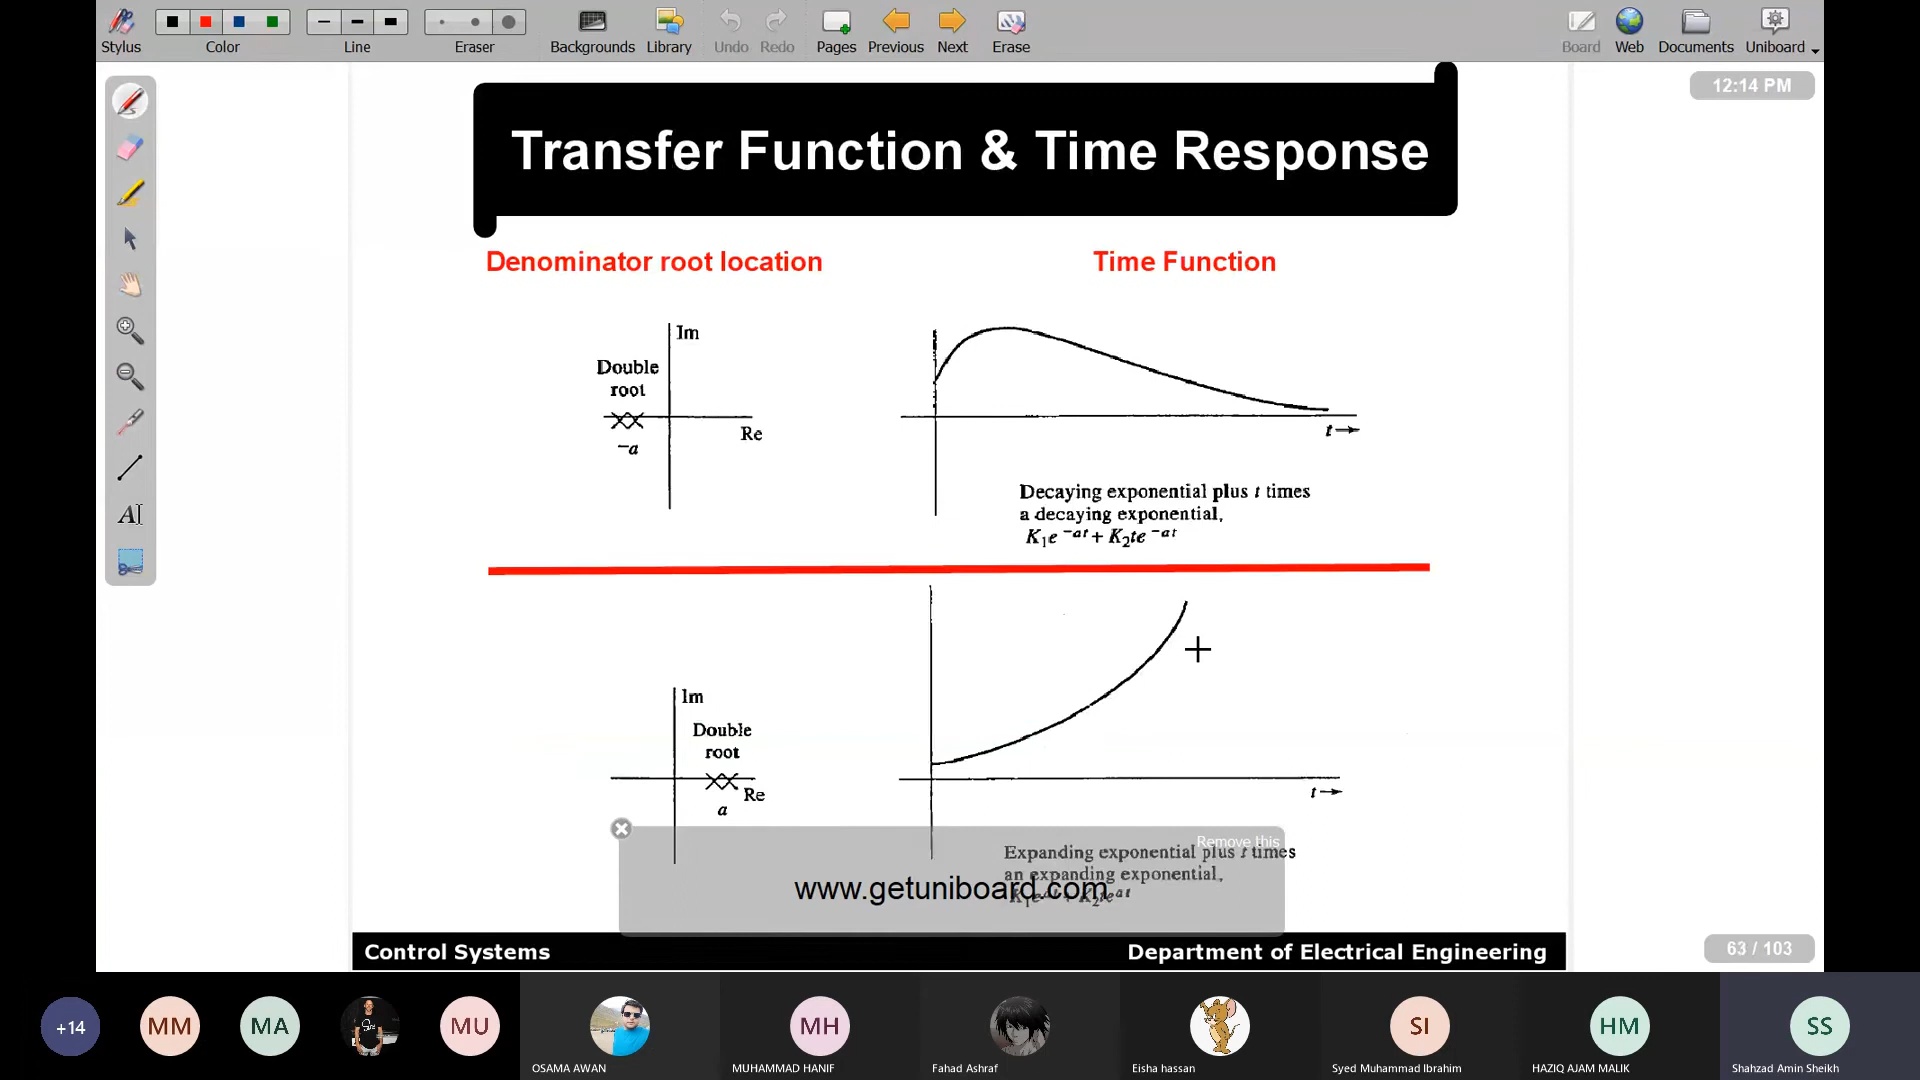 Stylus Color Line Eraser Backgrounds Library Undo Redo Pages Previous Next Erase Board Web Documents Uniboard
12:14 PM
Transfer Function & Time Response
Denominator root location
Time Function
Im
Double
root
Re
-a
t→
Decaying exponential plus t times
a decaying exponential,
K₁e⁻ᵃᵗ + K₂te⁻ᵃᵗ
Im
Double
root
Re
a
t→
Remove this
Expanding exponential plus t times
an expanding exponential,
www.getuniboard.com
K₁eᵃᵗ + K₂teᵃᵗ
Control Systems
Department of Electrical Engineering
63 / 103
+14
MM
MA
MU
MH
SI
HM
SS
OSAMA AWAN
MUHAMMAD HANIF
Fahad Ashraf
Eisha hassan
Syed Muhammad Ibrahim
HAZIQ AJAM MALIK
Shahzad Amin Sheikh